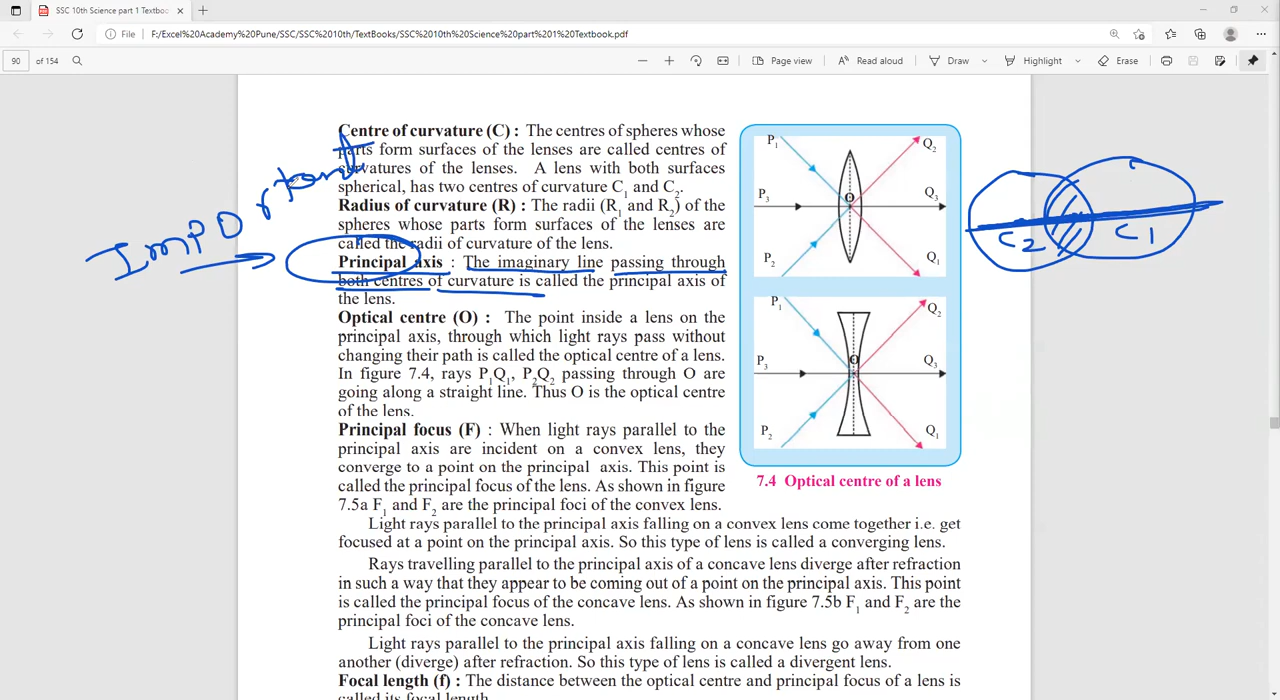 SSC 10th Science part 1 Textboo
File F:/Excel%20Academy%20Pune/SSC/SSC%2010th/TextBooks/SSC%2010th%20Science%20part%201%20Textbook.pdf
90 of 154 Page view Read aloud Draw Highlight Erase
Centre of curvature (C) : The centres of spheres whose
parts form surfaces of the lenses are called centres of
curvatures of the lenses. A lens with both surfaces
spherical, has two centres of curvature C1 and C2.
Radius of curvature (R) : The radii (R1 and R2) of the
spheres whose parts form surfaces of the lenses are
called the radii of curvature of the lens.
Principal axis : The imaginary line passing through
both centres of curvature is called the principal axis of
the lens.
Optical centre (O) : The point inside a lens on the
principal axis, through which light rays pass without
changing their path is called the optical centre of a lens.
In figure 7.4, rays P1Q1, P2Q2 passing through O are
going along a straight line. Thus O is the optical centre
of the lens.
Principal focus (F) : When light rays parallel to the
principal axis are incident on a convex lens, they
converge to a point on the principal axis. This point is
called the principal focus of the lens. As shown in figure
7.5a F1 and F2 are the principal foci of the convex lens.
Light rays parallel to the principal axis falling on a convex lens come together i.e. get
focused at a point on the principal axis. So this type of lens is called a converging lens.
Rays travelling parallel to the principal axis of a concave lens diverge after refraction
in such a way that they appear to be coming out of a point on the principal axis. This point
is called the principal focus of the concave lens. As shown in figure 7.5b F1 and F2 are the
principal foci of the concave lens.
Light rays parallel to the principal axis falling on a concave lens go away from one
another (diverge) after refraction. So this type of lens is called a divergent lens.
Focal length (f) : The distance between the optical centre and principal focus of a lens is
called its focal length.
ImPOrtant
P1 Q2
O
P3 Q3
P2 Q1
P1 Q2
O
P3 Q3
P2 Q1
7.4 Optical centre of a lens
C2 C1